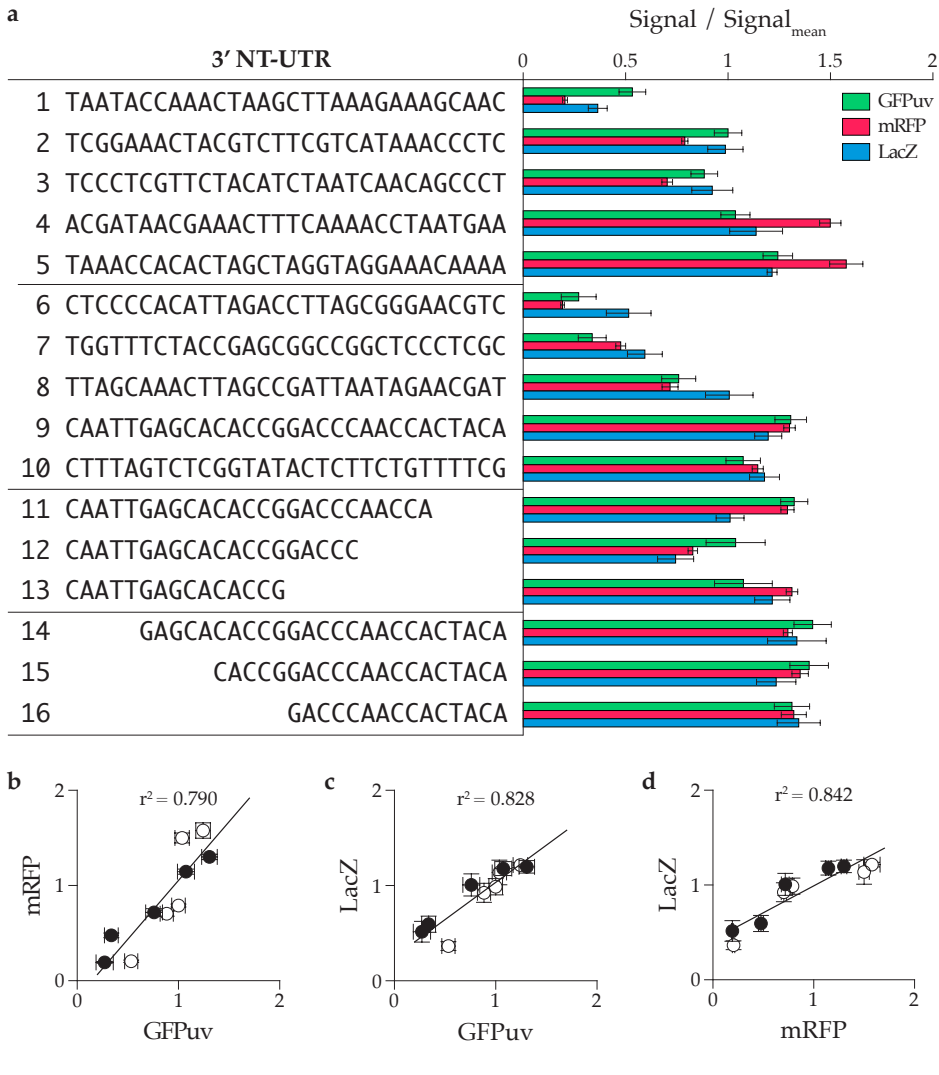 a
Signal / Signal_mean
3′ NT-UTR
0 0.5 1 1.5 2
1 TAATACCAAACTAAGCTTAAAGAAAGCAAC
2 TCGGAAACTACGTCTTCGTCATAAACCCTC
3 TCCCTCGTTCTACATCTAATCAACAGCCCT
4 ACGATAACGAAACTTTCAAAACCTAATGAA
5 TAAACCACACTAGCTAGGTAGGAAACAAAA
6 CTCCCCACATTAGACCTTAGCGGGAACGTC
7 TGGTTTCTACCGAGCGGCCGGCTCCCTCGC
8 TTAGCAAACTTAGCCGATTAATAGAACGAT
9 CAATTGAGCACACCGGACCCAACCACTACA
10 CTTTAGTCTCGGTATACTCTTCTGTTTTCG
11 CAATTGAGCACACCGGACCCAACCA
12 CAATTGAGCACACCGGACCC
13 CAATTGAGCACACCG
14 GAGCACACCGGACCCAACCACTACA
15 CACCGGACCCAACCACTACA
16 GACCCAACCACTACA
GFPuv
mRFP
LacZ
b
r² = 0.790
mRFP
2
1
0
0 1 2
GFPuv
c
r² = 0.828
LacZ
2
1
0
0 1 2
GFPuv
d
r² = 0.842
LacZ
2
1
0
0 1 2
mRFP